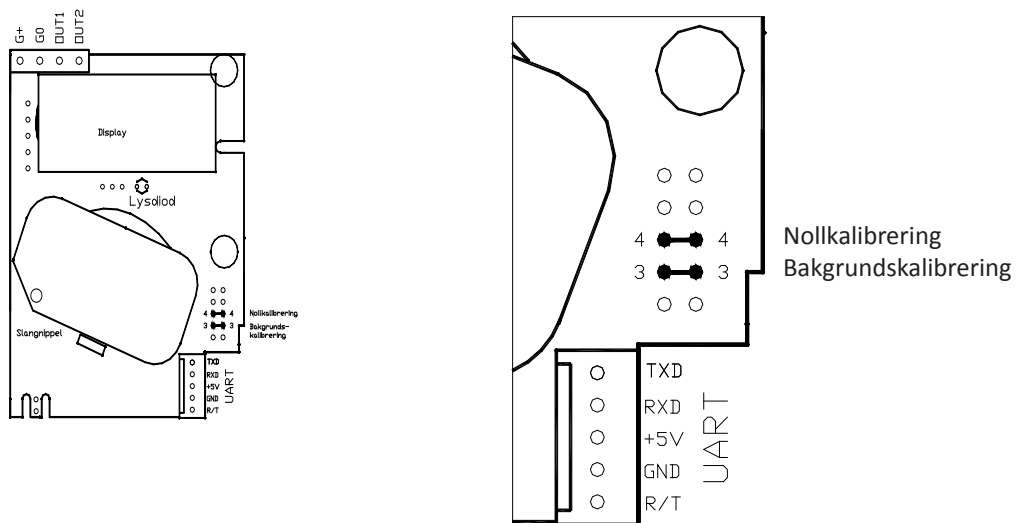 G+ G0 OUT1 OUT2
Display
Lysdiod
4 4 Nollkalibrering
3 3 Bakgrunds-
kalibrering
Slangnippel
TXD
RXD
+5V
GND
R/T
UART
4 4 Nollkalibrering
3 3 Bakgrundskalibrering
TXD
RXD
+5V
GND
R/T
UART